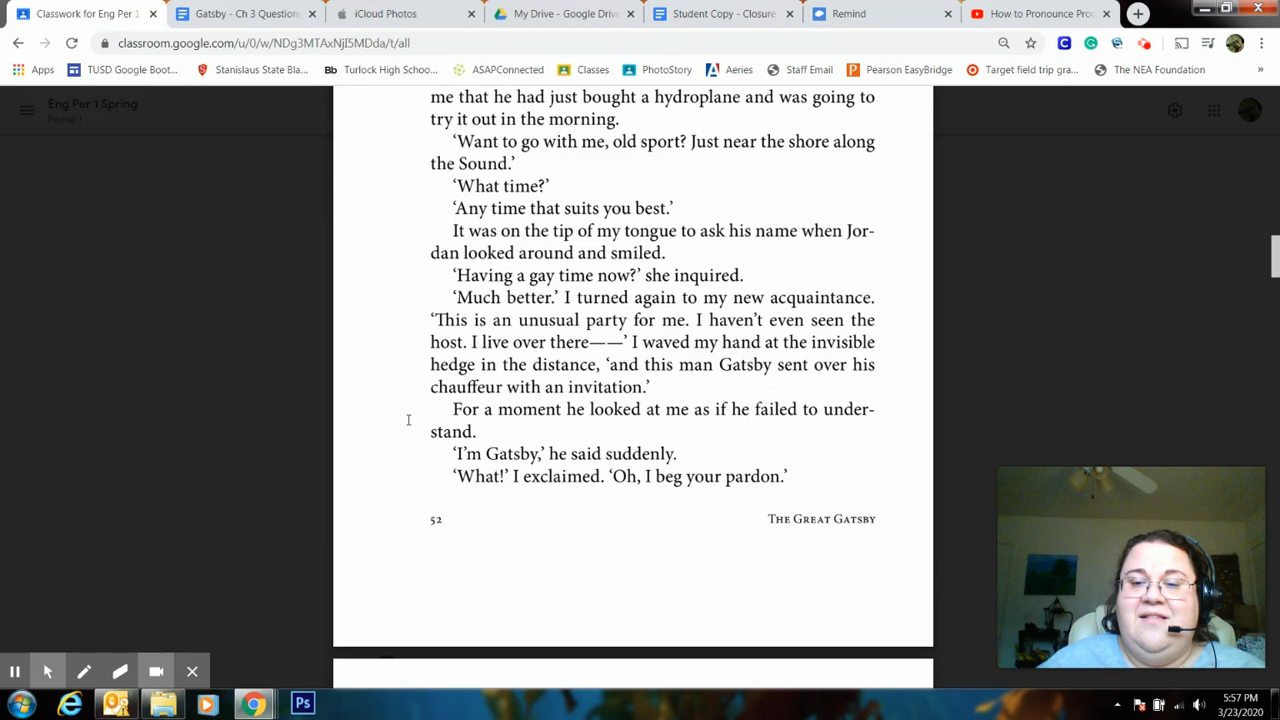 Classwork for Eng Per 1
Gatsby - Ch 3 Question
iCloud Photos
My Drive - Google Drive
Student Copy - Closure
Remind
How to Pronounce Proc
classroom.google.com/u/0/w/NDg3MTAxNjI5MDda/t/all
Apps
TUSD Google Boot...
Stanislaus State Bla...
Bb
Turlock High Schoo...
ASAPConnected
Classes
PhotoStory
Aeries
Staff Email
Pearson EasyBridge
Target field trip gra...
The NEA Foundation
»
Eng Per 1 Spring
Period 1
me that he had just bought a hydroplane and was going to
try it out in the morning.
‘Want to go with me, old sport? Just near the shore along
the Sound.’
‘What time?’
‘Any time that suits you best.’
It was on the tip of my tongue to ask his name when Jor-
dan looked around and smiled.
‘Having a gay time now?’ she inquired.
‘Much better.’ I turned again to my new acquaintance.
‘This is an unusual party for me. I haven’t even seen the
host. I live over there——’ I waved my hand at the invisible
hedge in the distance, ‘and this man Gatsby sent over his
chauffeur with an invitation.’
For a moment he looked at me as if he failed to under-
stand.
‘I’m Gatsby,’ he said suddenly.
‘What!’ I exclaimed. ‘Oh, I beg your pardon.’
52
The Great Gatsby
Ps
5:57 PM
3/23/2020